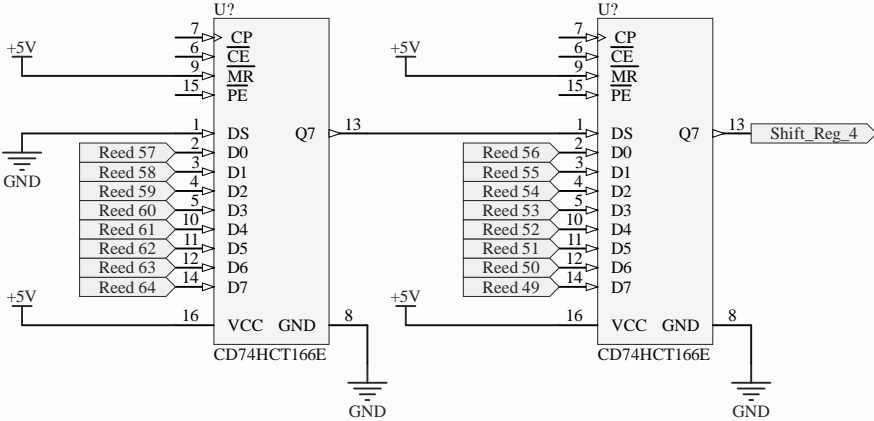 U?
7 CP
6 CE
+5V 9 MR
15 PE
1 DS Q7 13
GND
Reed 57 2 D0
Reed 58 3 D1
Reed 59 4 D2
Reed 60 5 D3
Reed 61 10 D4
Reed 62 11 D5
Reed 63 12 D6
Reed 64 14 D7
+5V
16 VCC GND 8
CD74HCT166E
GND
U?
7 CP
6 CE
+5V 9 MR
15 PE
1 DS Q7 13 Shift_Reg_4
Reed 56 2 D0
Reed 55 3 D1
Reed 54 4 D2
Reed 53 5 D3
Reed 52 10 D4
Reed 51 11 D5
Reed 50 12 D6
Reed 49 14 D7
+5V
16 VCC GND 8
CD74HCT166E
GND